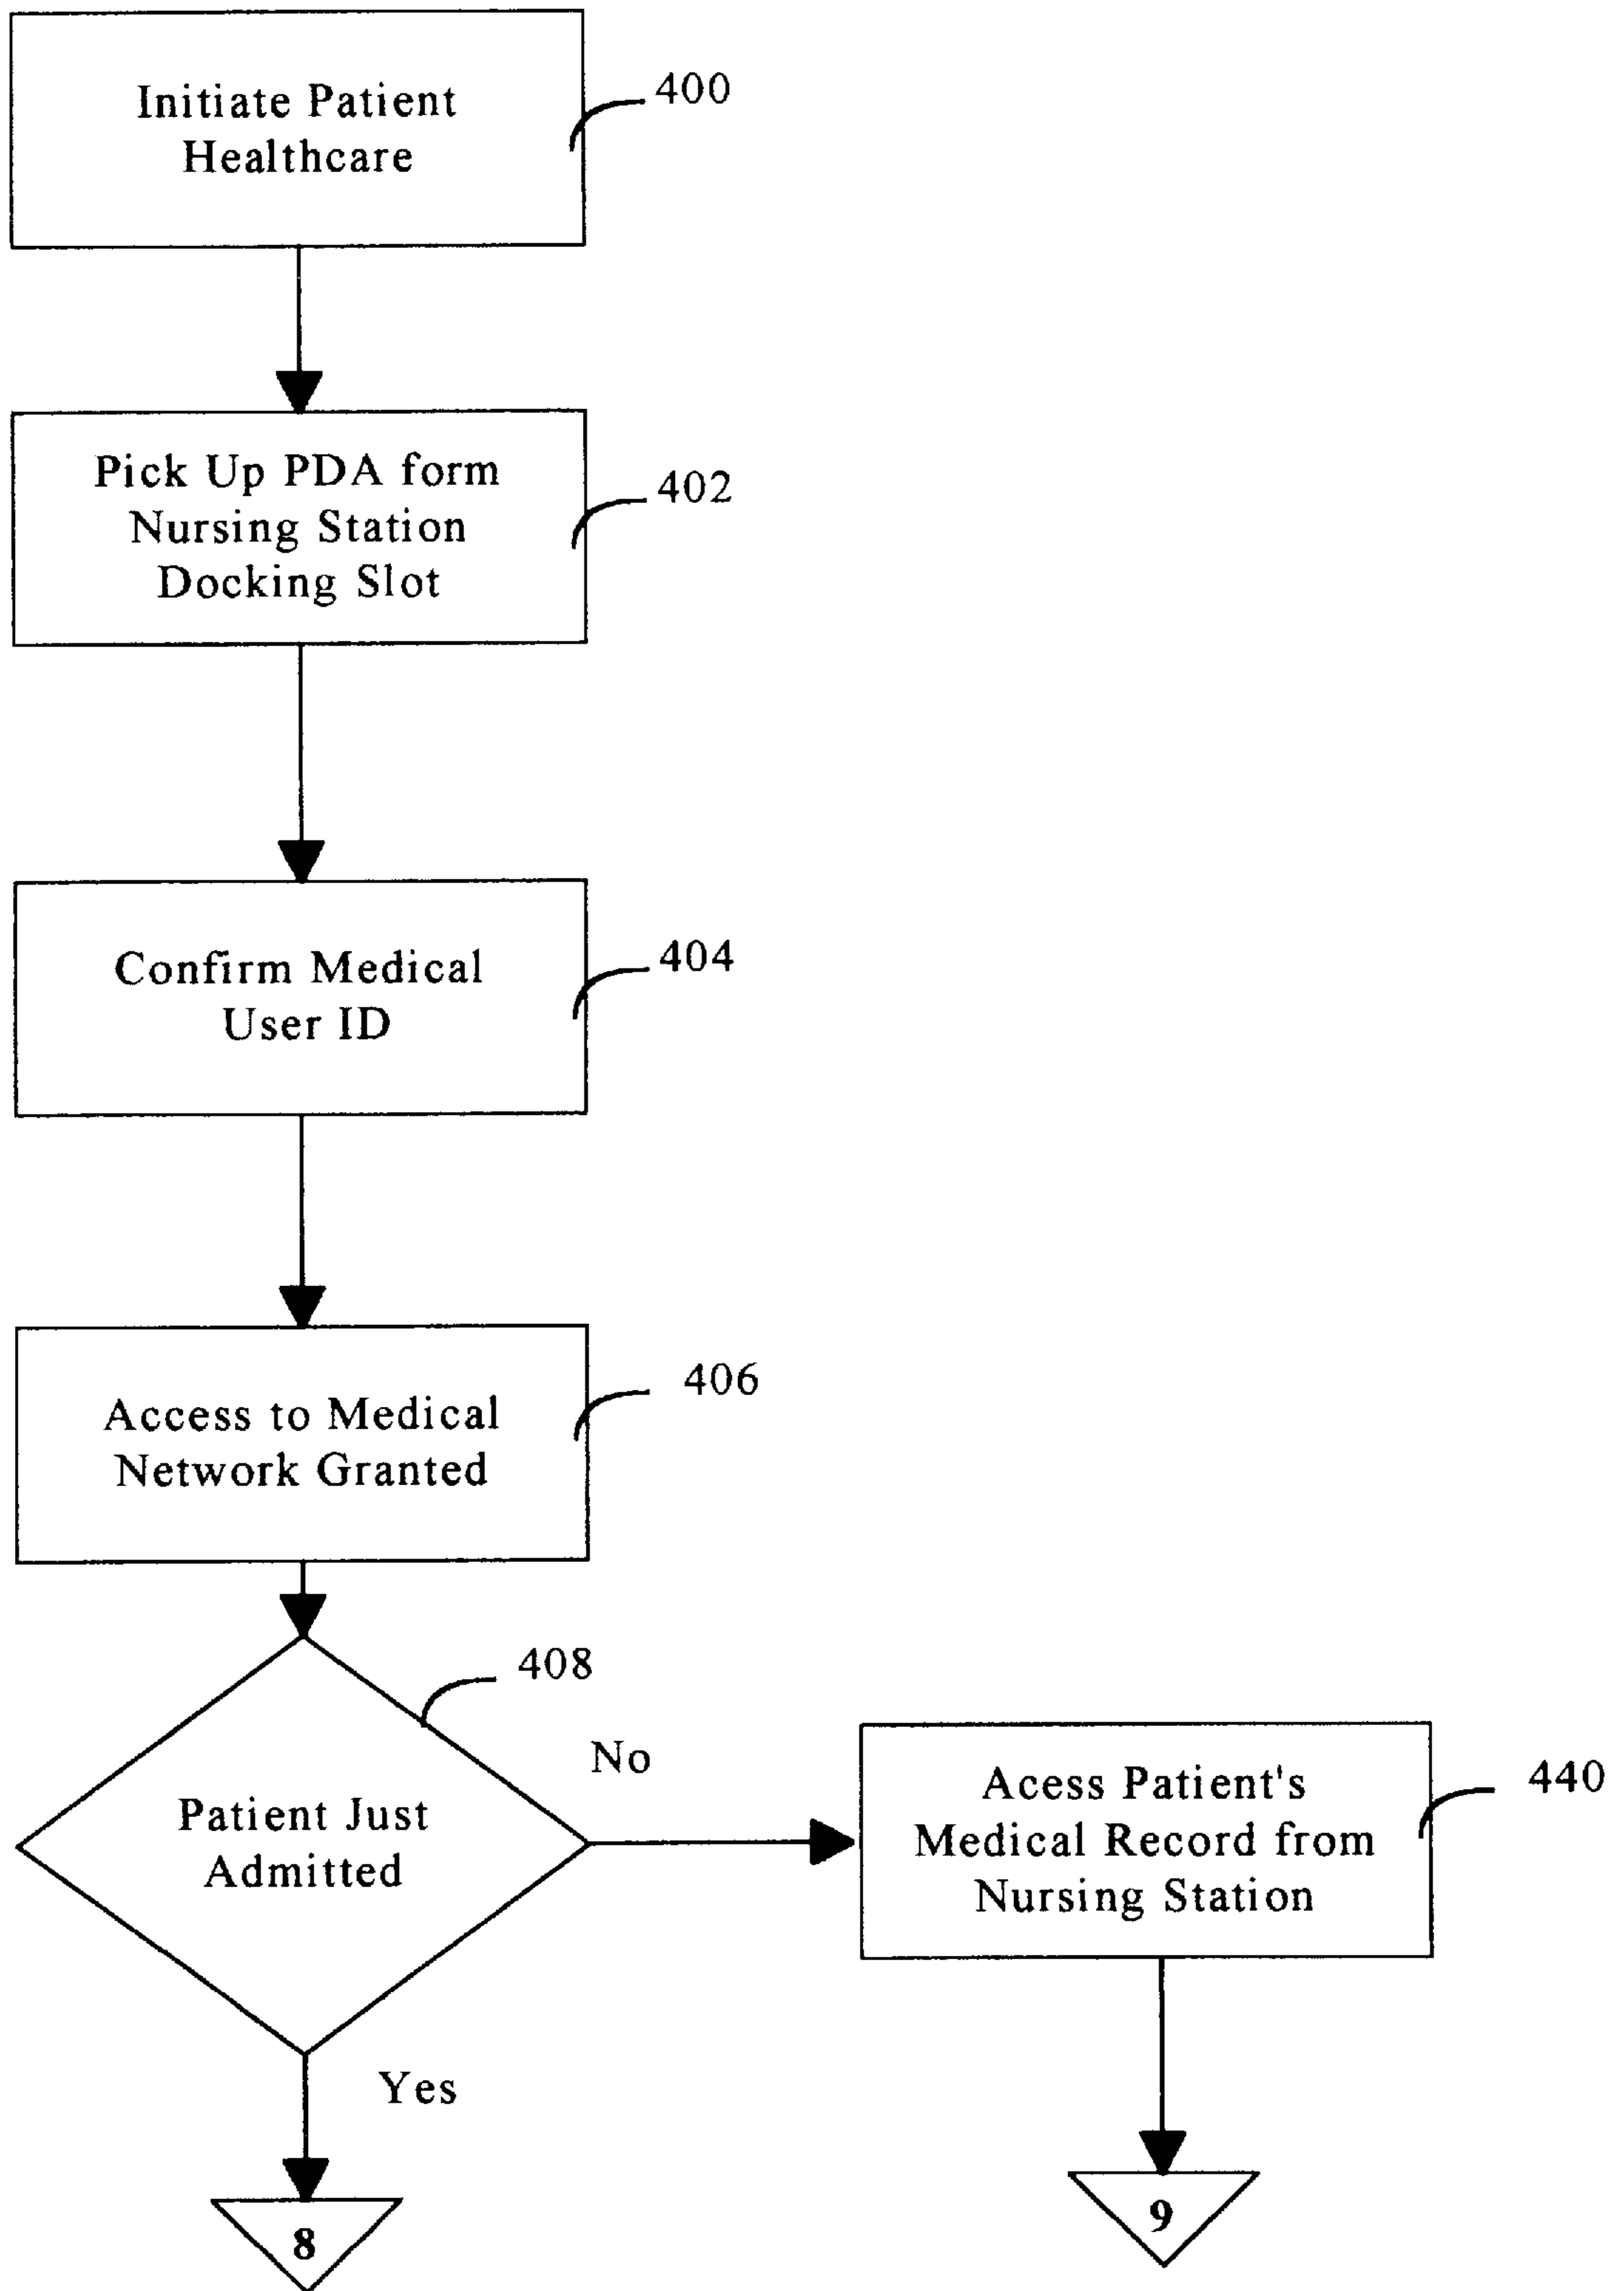 Initiate Patient
Healthcare
400
Pick Up PDA form
Nursing Station
Docking Slot
402
Confirm Medical
User ID
404
Access to Medical
Network Granted
406
408
Patient Just
Admitted
No
Acess Patient's
Medical Record from
Nursing Station
440
Yes
8
9